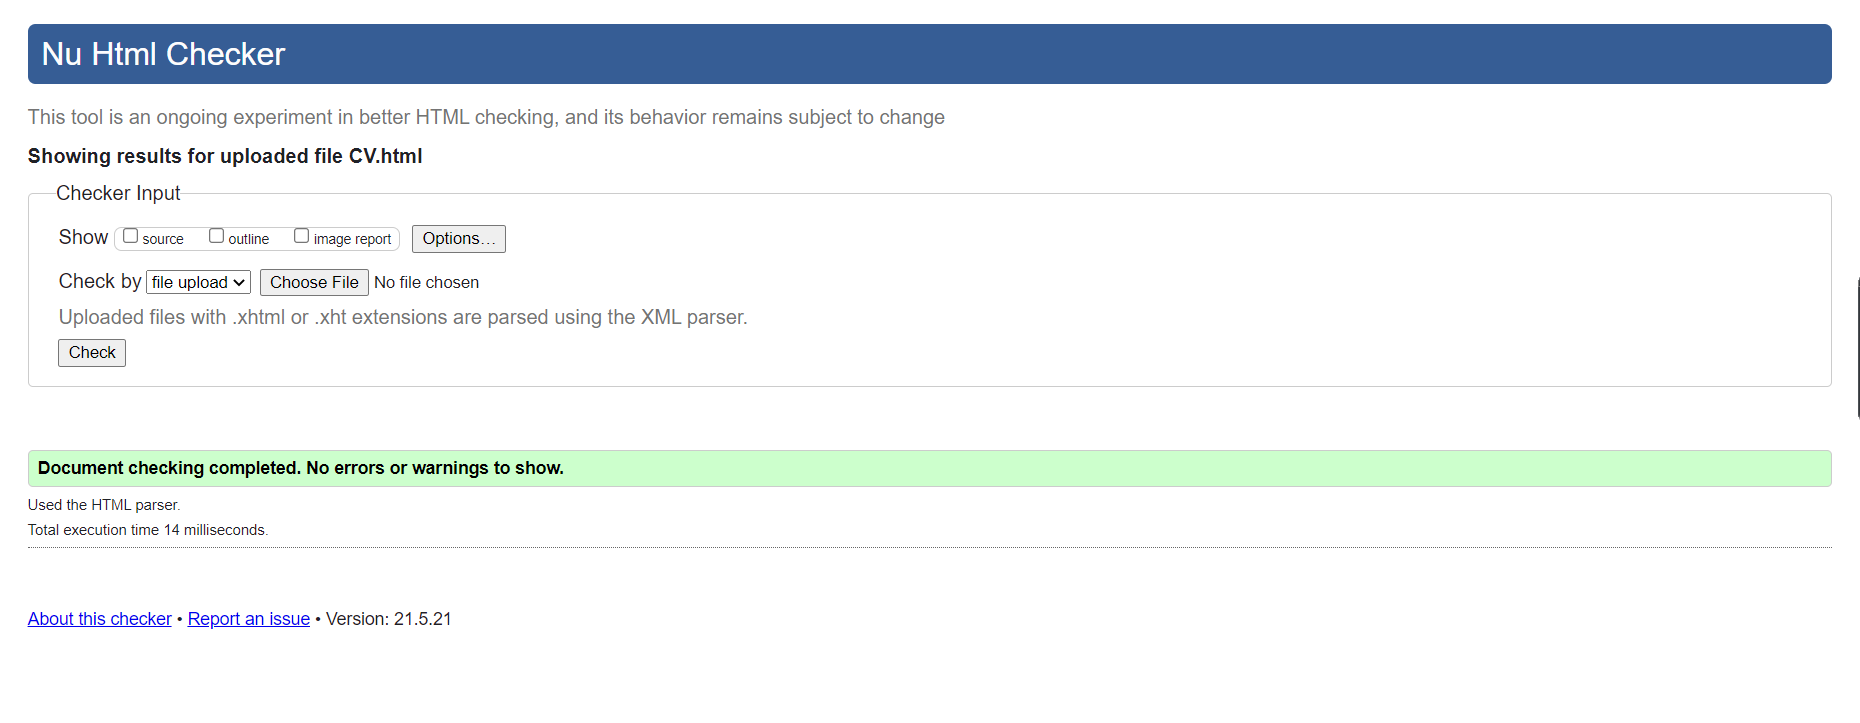 Nu Html Checker
This tool is an ongoing experiment in better HTML checking, and its behavior remains subject to change
Showing results for uploaded file CV.html
Checker Input
Show source outline image report Options…
Check by file upload Choose File No file chosen
Uploaded files with .xhtml or .xht extensions are parsed using the XML parser.
Check
Document checking completed. No errors or warnings to show.
Used the HTML parser.
Total execution time 14 milliseconds.
About this checker • Report an issue • Version: 21.5.21